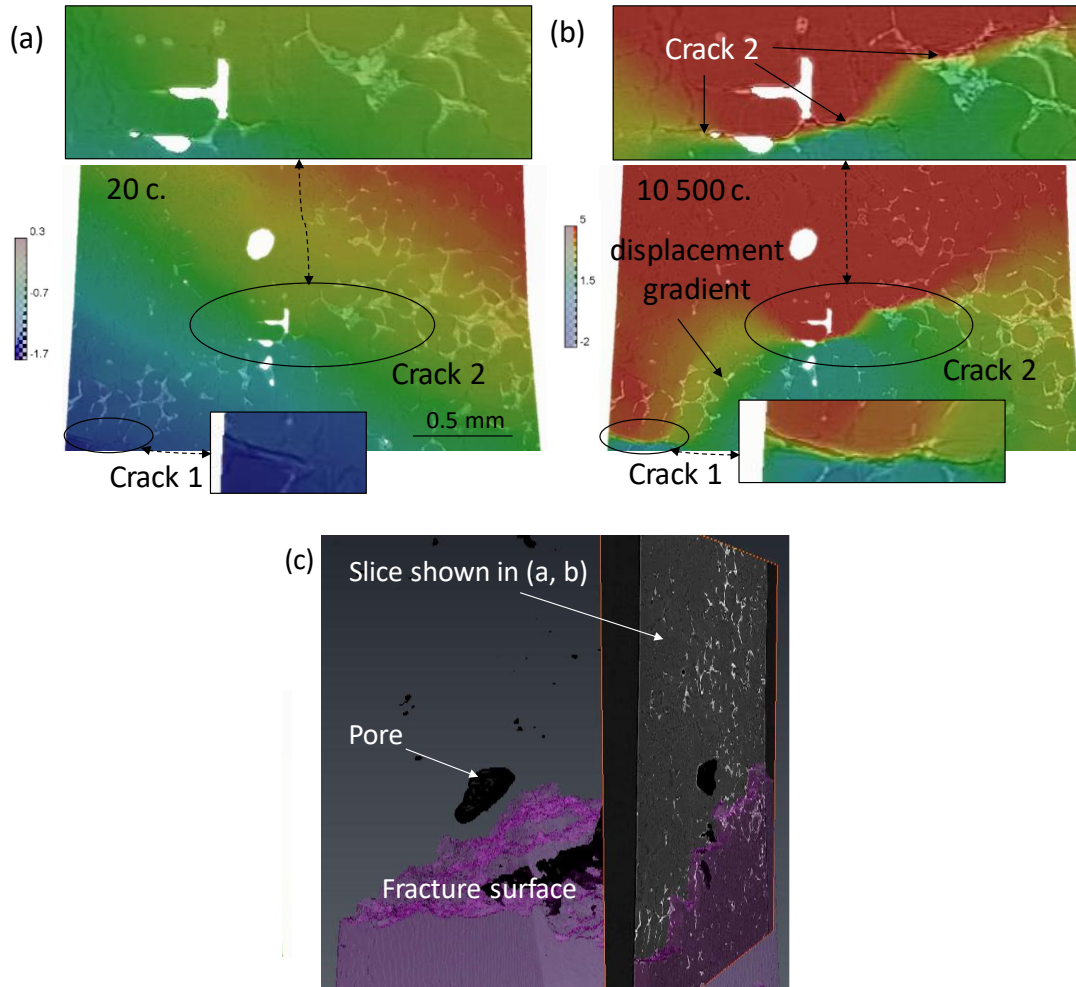 (a)
20 c.
0.3
-0.7
-1.7
Crack 2
0.5 mm
Crack 1
(b)
Crack 2
10 500 c.
5
1.5
-2
displacement
gradient
Crack 2
Crack 1
(c)
Slice shown in (a, b)
Pore
Fracture surface